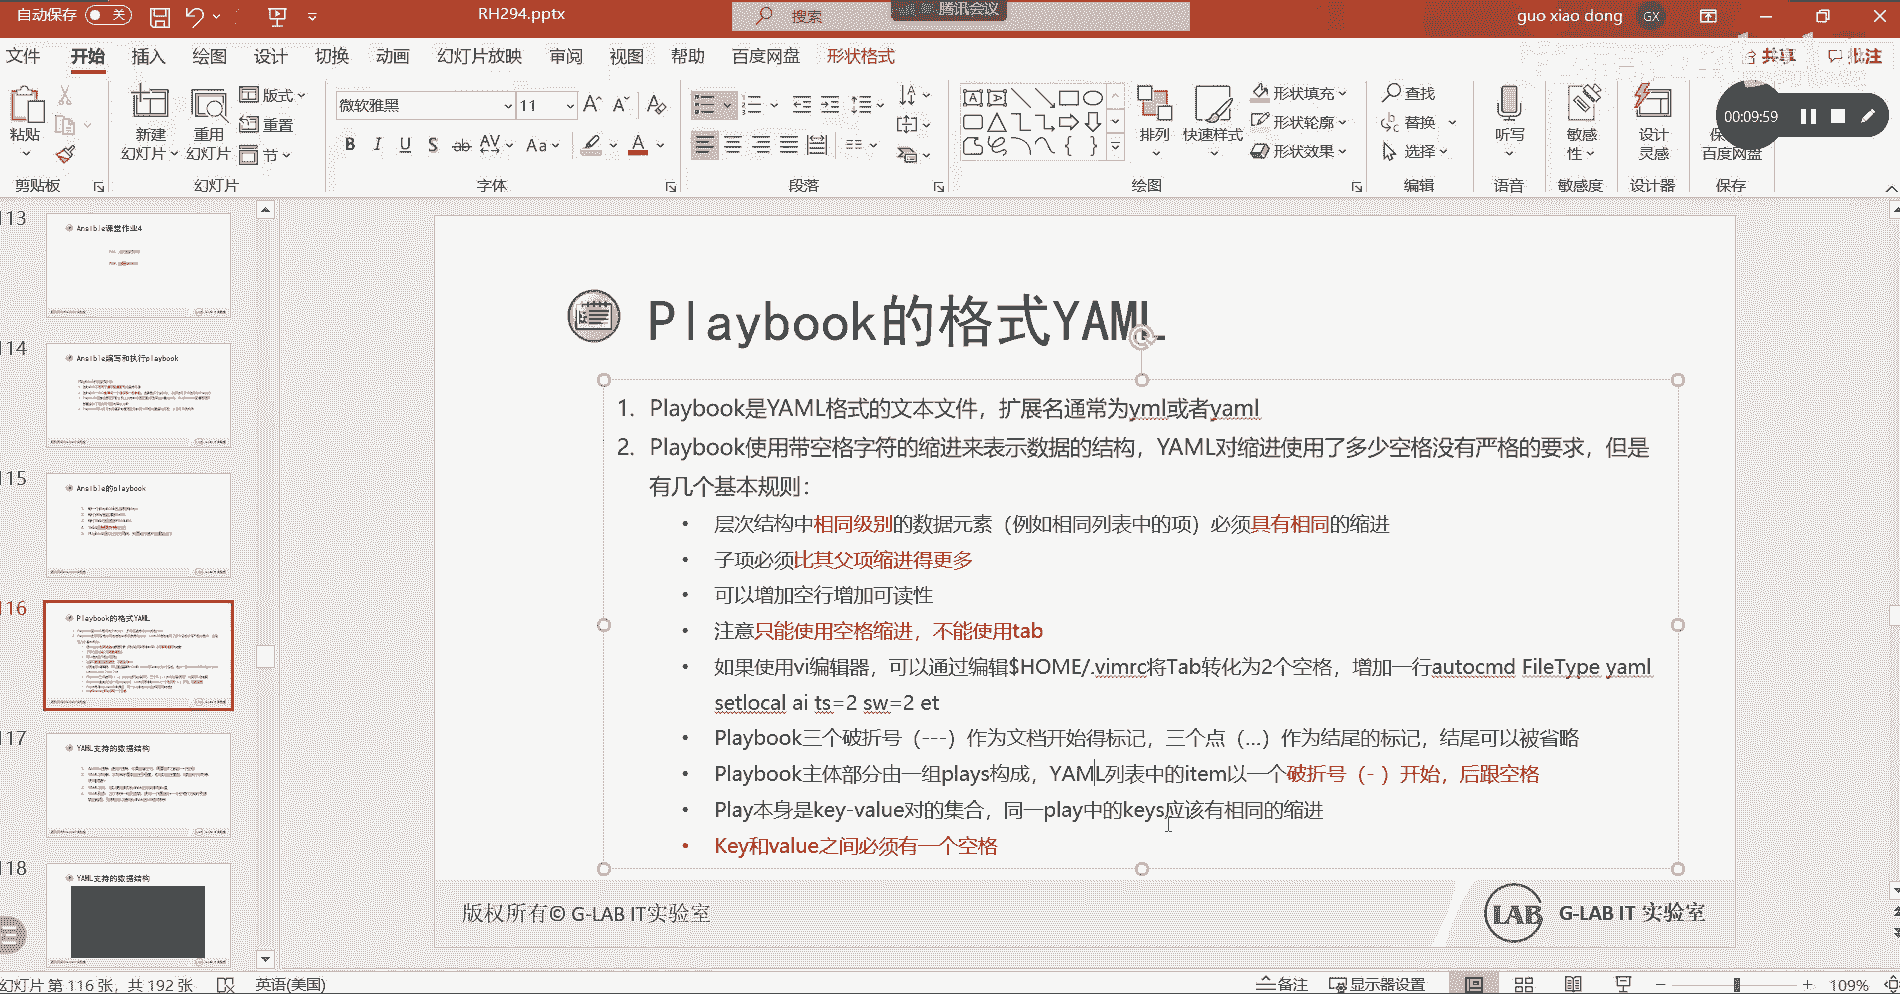 自动保存 关
RH294.pptx
搜索
腾讯会议
guo xiao dong GX
文件 开始 插入 绘图 设计 切换 动画 幻灯片放映 审阅 视图 帮助 百度网盘 形状格式
共享 批注
粘贴
新建
幻灯片
重用
幻灯片
版式
重置
节
微软雅黑 11
B I U S ab AV Aa A
排列 快速样式
形状填充
形状轮廓
形状效果
查找
替换
选择
听写
敏感
性
设计
灵感
百度网盘
00:09:59
剪贴板 幻灯片 字体 段落 绘图 编辑 语音 敏感度 设计器 保存
113
Ansible课堂作业4
114
Ansible编写和执行playbook
115
Ansible的playbook
116
Playbook的格式YAML
117
YAML支持的数据结构
118
YAML支持的数据结构
Playbook的格式YAML
1. Playbook是YAML格式的文本文件，扩展名通常为yml或者yaml
2. Playbook使用带空格字符的缩进来表示数据的结构，YAML对缩进使用了多少空格没有严格的要求，但是
有几个基本规则：
• 层次结构中相同级别的数据元素（例如相同列表中的项）必须具有相同的缩进
• 子项必须比其父项缩进得更多
• 可以增加空行增加可读性
• 注意只能使用空格缩进，不能使用tab
• 如果使用vi编辑器，可以通过编辑$HOME/.vimrc将Tab转化为2个空格，增加一行autocmd FileType yaml
setlocal ai ts=2 sw=2 et
• Playbook三个破折号（---）作为文档开始得标记，三个点（...）作为结尾的标记，结尾可以被省略
• Playbook主体部分由一组plays构成，YAML列表中的item以一个破折号（- ）开始，后跟空格
• Play本身是key-value对的集合，同一play中的keys应该有相同的缩进
• Key和value之间必须有一个空格
版权所有© G-LAB IT实验室
LAB G-LAB IT 实验室
幻灯片 第 116 张，共 192 张 英语(美国)
备注 显示器设置 109%